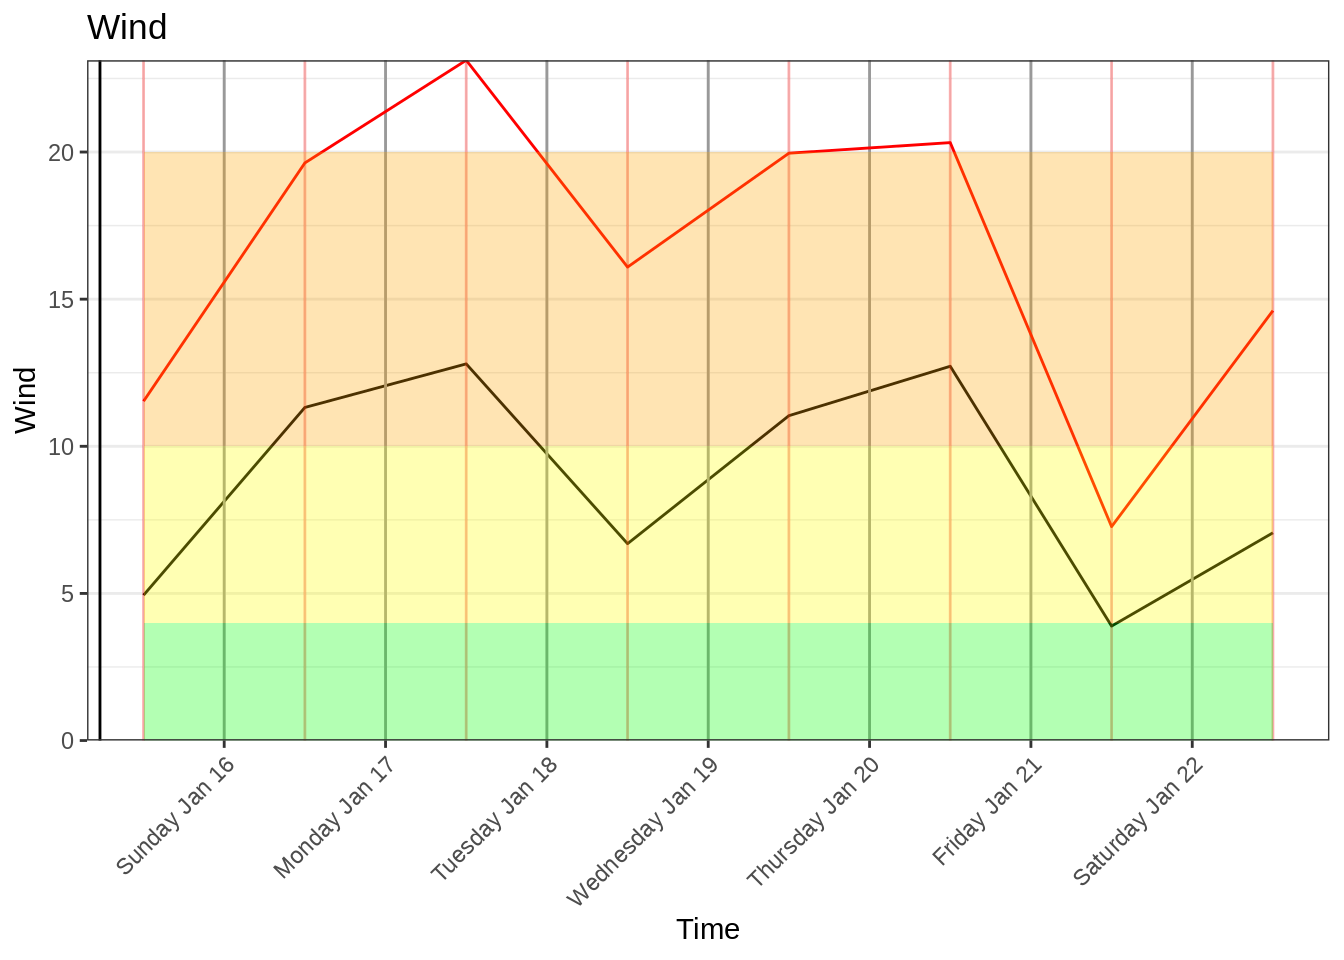 Wind
Wind
20
15
10
5
0
Sunday Jan 16
Monday Jan 17
Tuesday Jan 18
Wednesday Jan 19
Thursday Jan 20
Friday Jan 21
Saturday Jan 22
Time